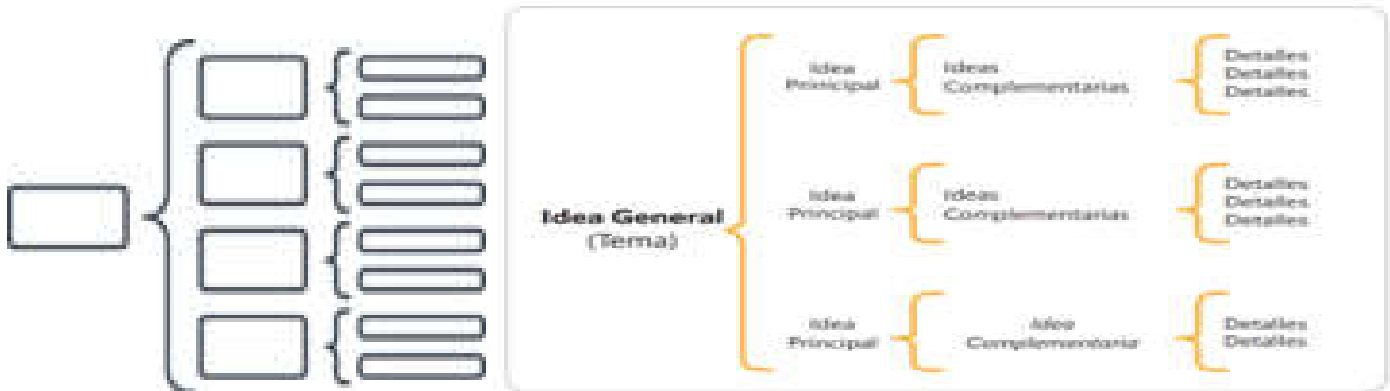 Idea General
(Tema)
Idea
Principal
Ideas
Complementarias
Detalles
Detalles
Detalles
Idea
Principal
Ideas
Complementarias
Detalles
Detalles
Detalles
Idea
Principal
Idea
Complementaria
Detalles
Detalles